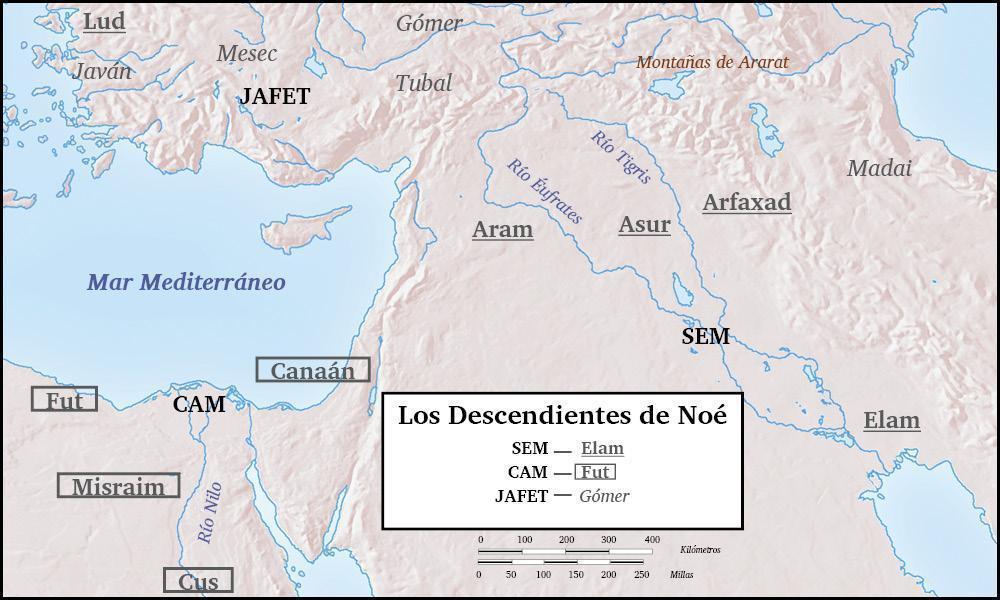 Lud
Gómer
Mesec
Javán
JAFET
Tubal
Montañas de Ararat
Madai
Río Tigris
Río Éufrates
Arfaxad
Aram
Asur
Mar Mediterráneo
SEM
Canaán
Fut
CAM
Elam
Misraim
Río Nilo
Cus
Los Descendientes de Noé
SEM — Elam
CAM — Fut
JAFET — Gómer
0 100 200 300 400 Kilómetros
0 50 100 150 200 250 Millas